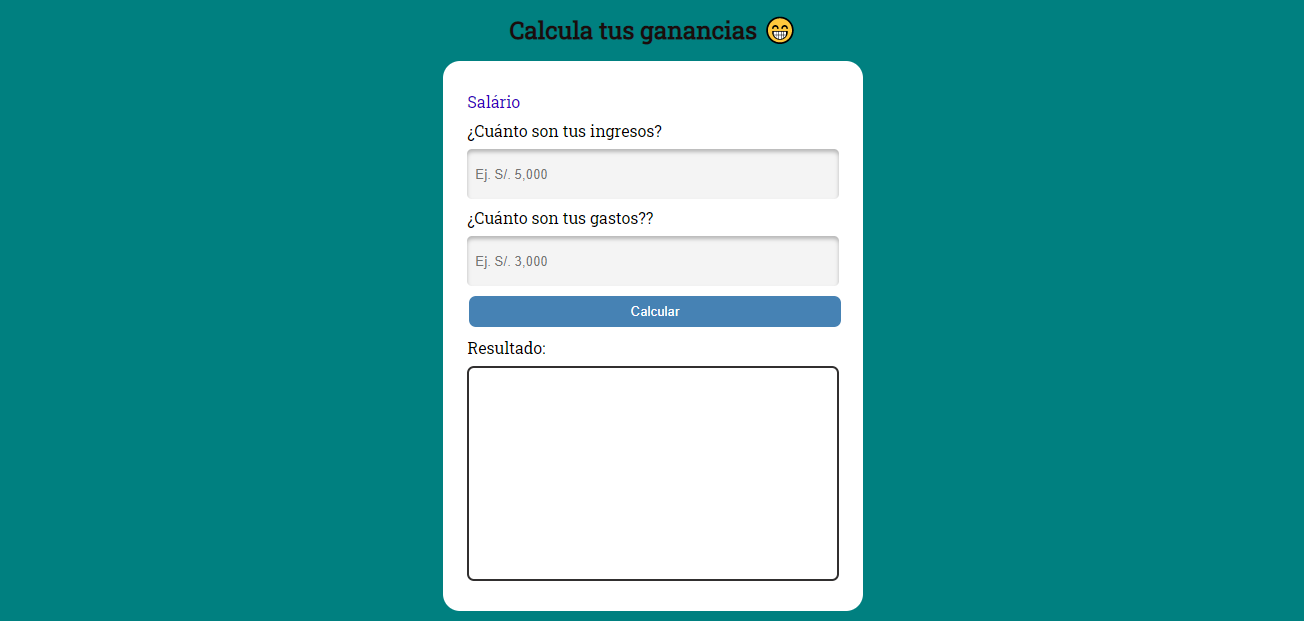 Calcula tus ganancias 😁
Salário
¿Cuánto son tus ingresos?
Ej. S/. 5,000
¿Cuánto son tus gastos??
Ej. S/. 3,000
Calcular
Resultado: